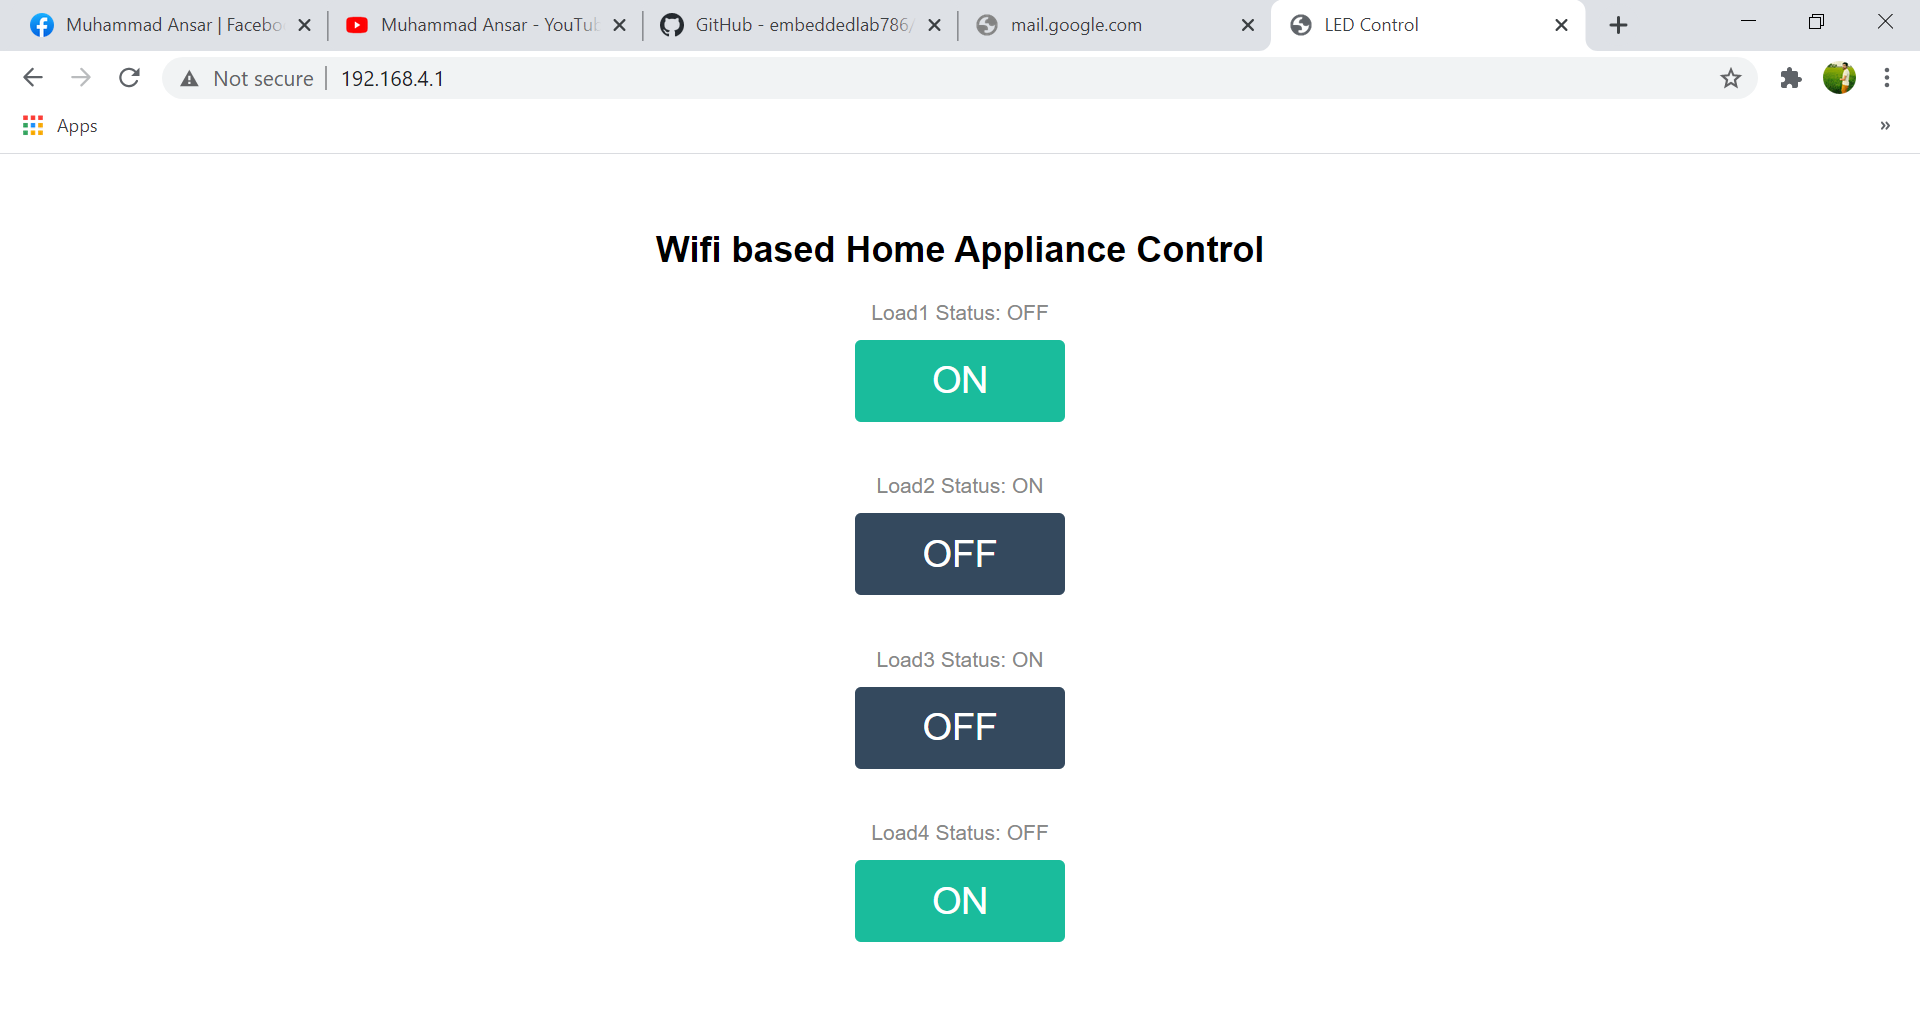 Muhammad Ansar | Facebo
Muhammad Ansar - YouTub
GitHub - embeddedlab786/
mail.google.com
LED Control
Not secure
192.168.4.1
Apps
»
Wifi based Home Appliance Control
Load1 Status: OFF
ON
Load2 Status: ON
OFF
Load3 Status: ON
OFF
Load4 Status: OFF
ON